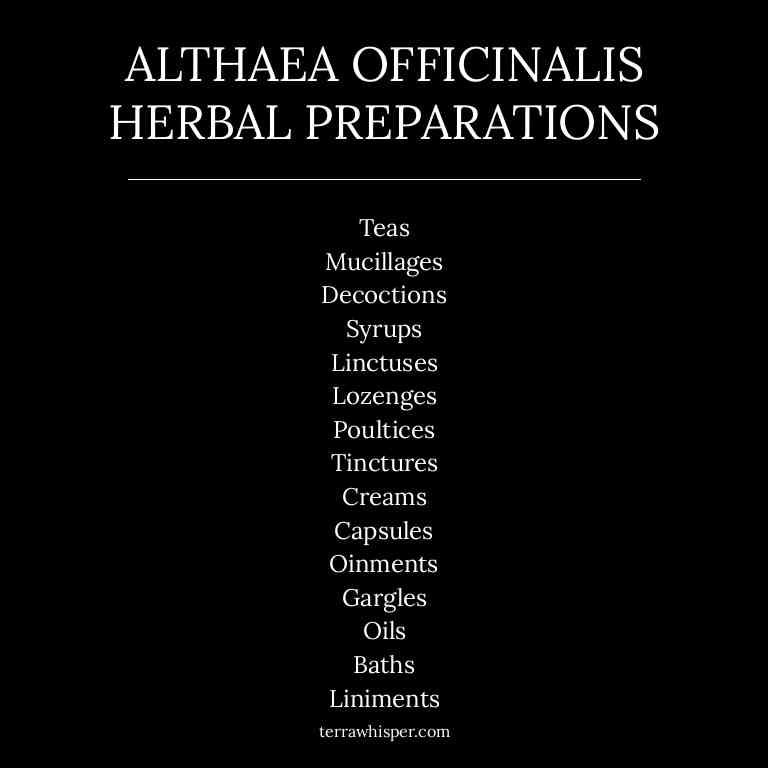 ALTHAEA OFFICINALIS
HERBAL PREPARATIONS
Teas
Mucillages
Decoctions
Syrups
Linctuses
Lozenges
Poultices
Tinctures
Creams
Capsules
Oinments
Gargles
Oils
Baths
Liniments
terrawhisper.com